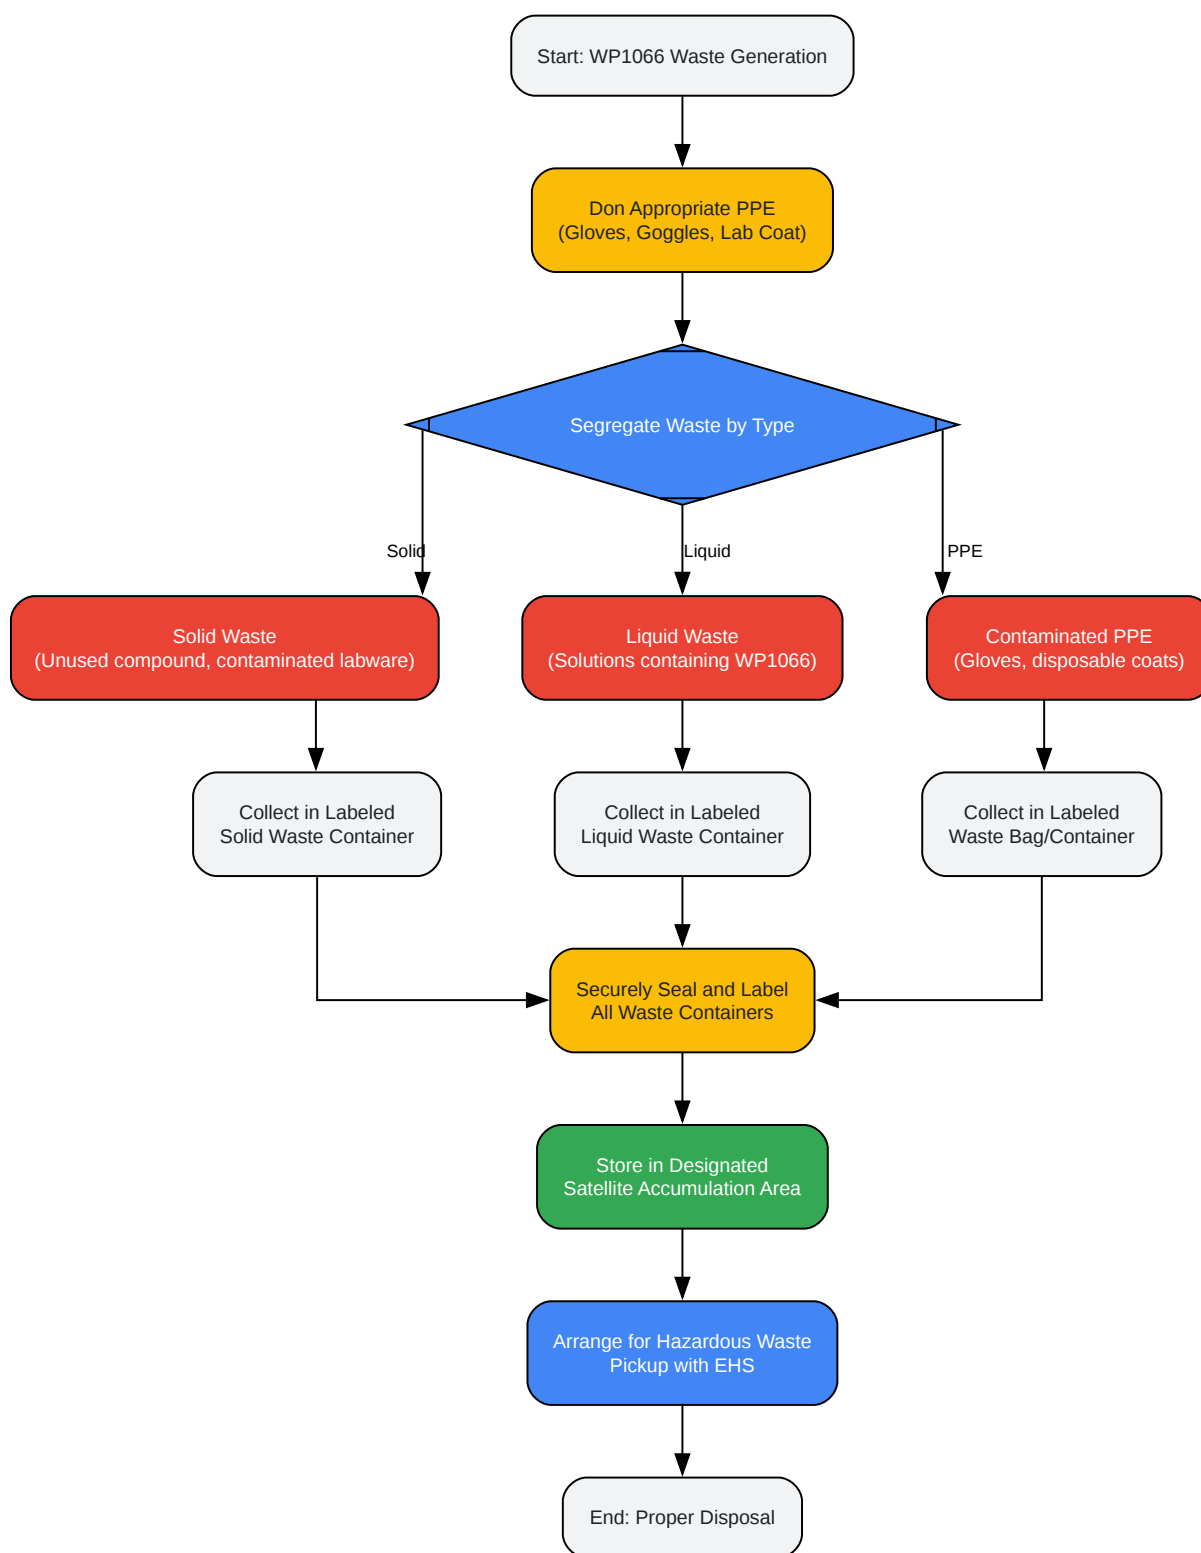 Start: WP1066 Waste Generation
Don Appropriate PPE
(Gloves, Goggles, Lab Coat)
Segregate Waste by Type
Solid
Liquid
PPE
Solid Waste
(Unused compound, contaminated labware)
Liquid Waste
(Solutions containing WP1066)
Contaminated PPE
(Gloves, disposable coats)
Collect in Labeled
Solid Waste Container
Collect in Labeled
Liquid Waste Container
Collect in Labeled
Waste Bag/Container
Securely Seal and Label
All Waste Containers
Store in Designated
Satellite Accumulation Area
Arrange for Hazardous Waste
Pickup with EHS
End: Proper Disposal